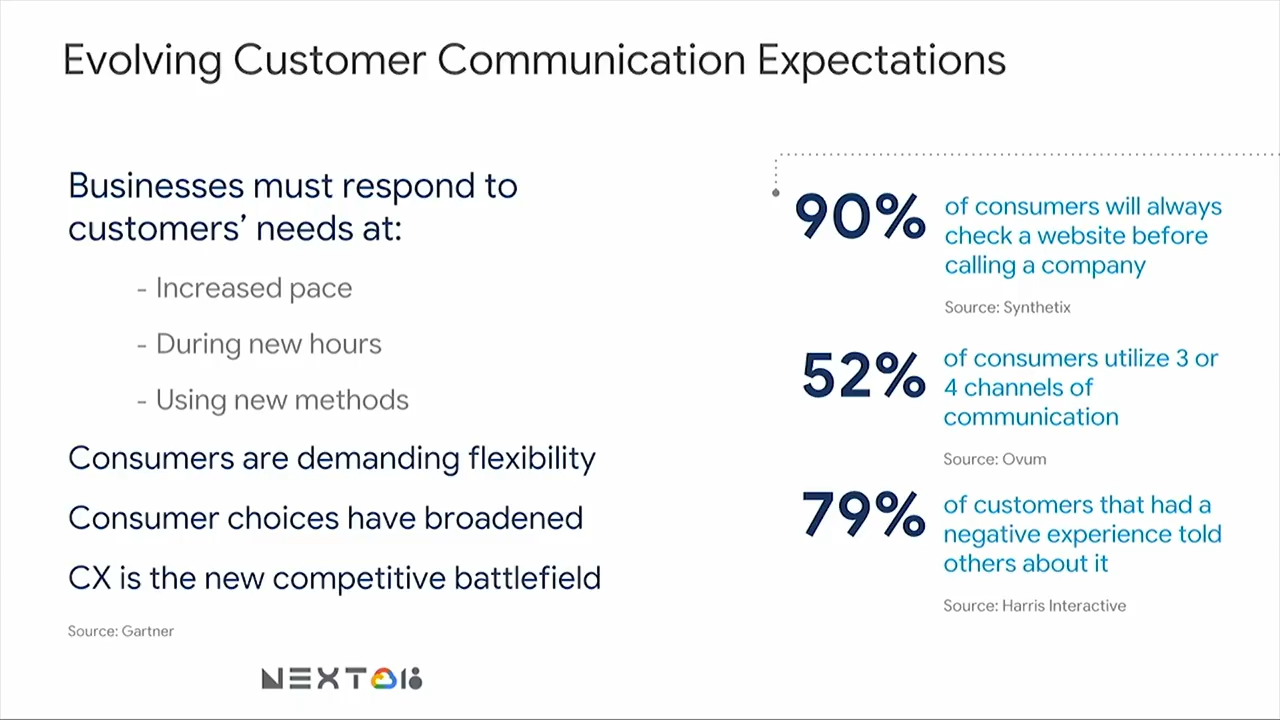 Evolving Customer Communication Expectations
Businesses must respond to
customers’ needs at:
- Increased pace
- During new hours
- Using new methods
Consumers are demanding flexibility
Consumer choices have broadened
CX is the new competitive battlefield
Source: Gartner
90%
of consumers will always
check a website before
calling a company
Source: Synthetix
52%
of consumers utilize 3 or
4 channels of
communication
Source: Ovum
79%
of customers that had a
negative experience told
others about it
Source: Harris Interactive
NEXT 18